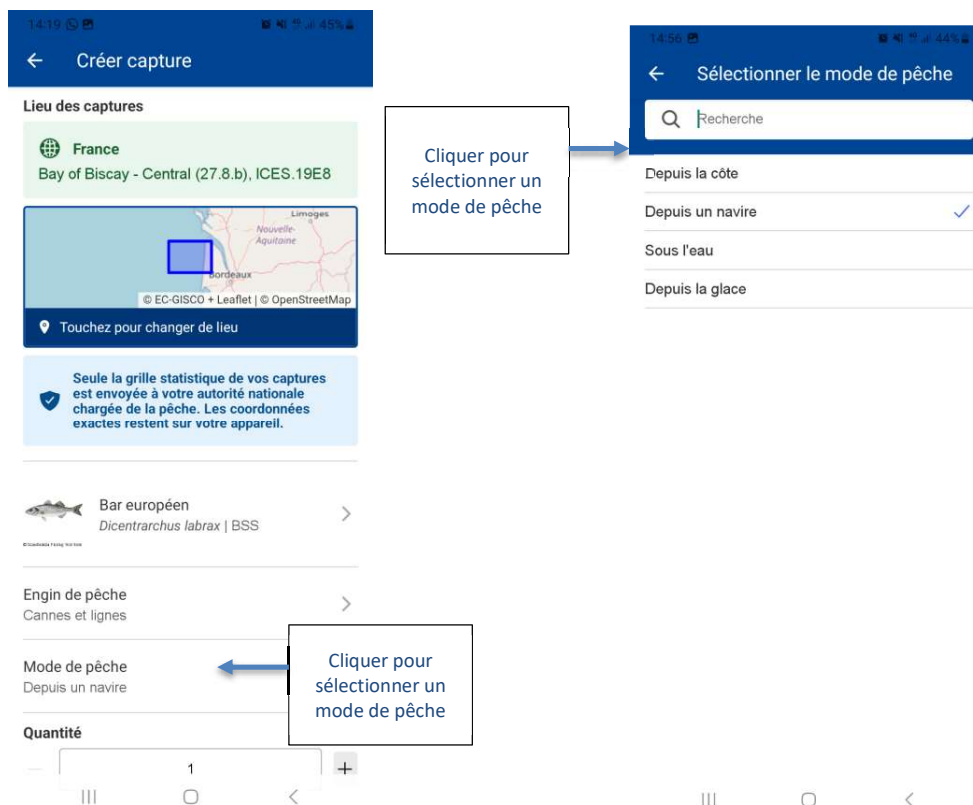 14:19
45%
Créer capture
Lieu des captures
France
Bay of Biscay - Central (27.8.b), ICES.19E8
Limoges
Nouvelle-
Aquitaine
Bordeaux
© EC-GISCO + Leaflet | © OpenStreetMap
Touchez pour changer de lieu
Seule la grille statistique de vos captures
est envoyée à votre autorité nationale
chargée de la pêche. Les coordonnées
exactes restent sur votre appareil.
Bar européen
Dicentrarchus labrax | BSS
Engin de pêche
Cannes et lignes
Mode de pêche
Depuis un navire
Quantité
1
Cliquer pour
sélectionner un
mode de pêche
Cliquer pour
sélectionner un
mode de pêche
14:56
44%
Sélectionner le mode de pêche
Recherche
Depuis la côte
Depuis un navire
Sous l'eau
Depuis la glace